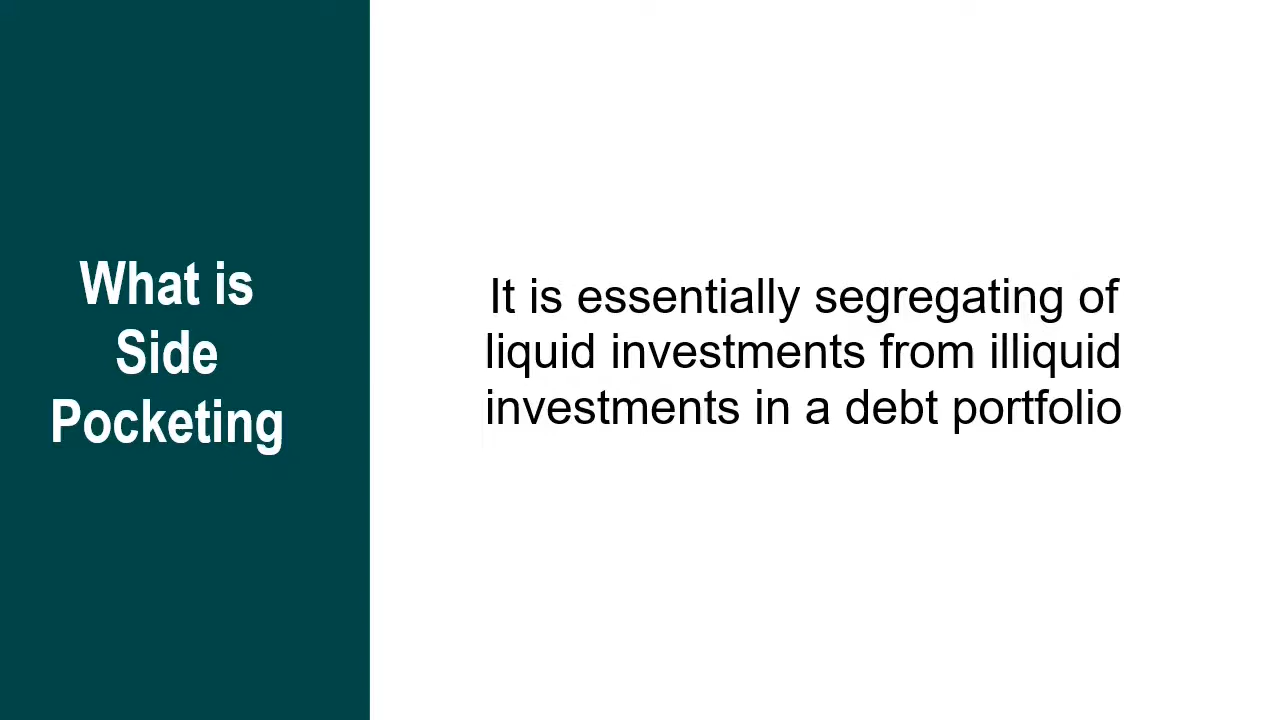 What is
Side
Pocketing
It is essentially segregating of
liquid investments from illiquid
investments in a debt portfolio